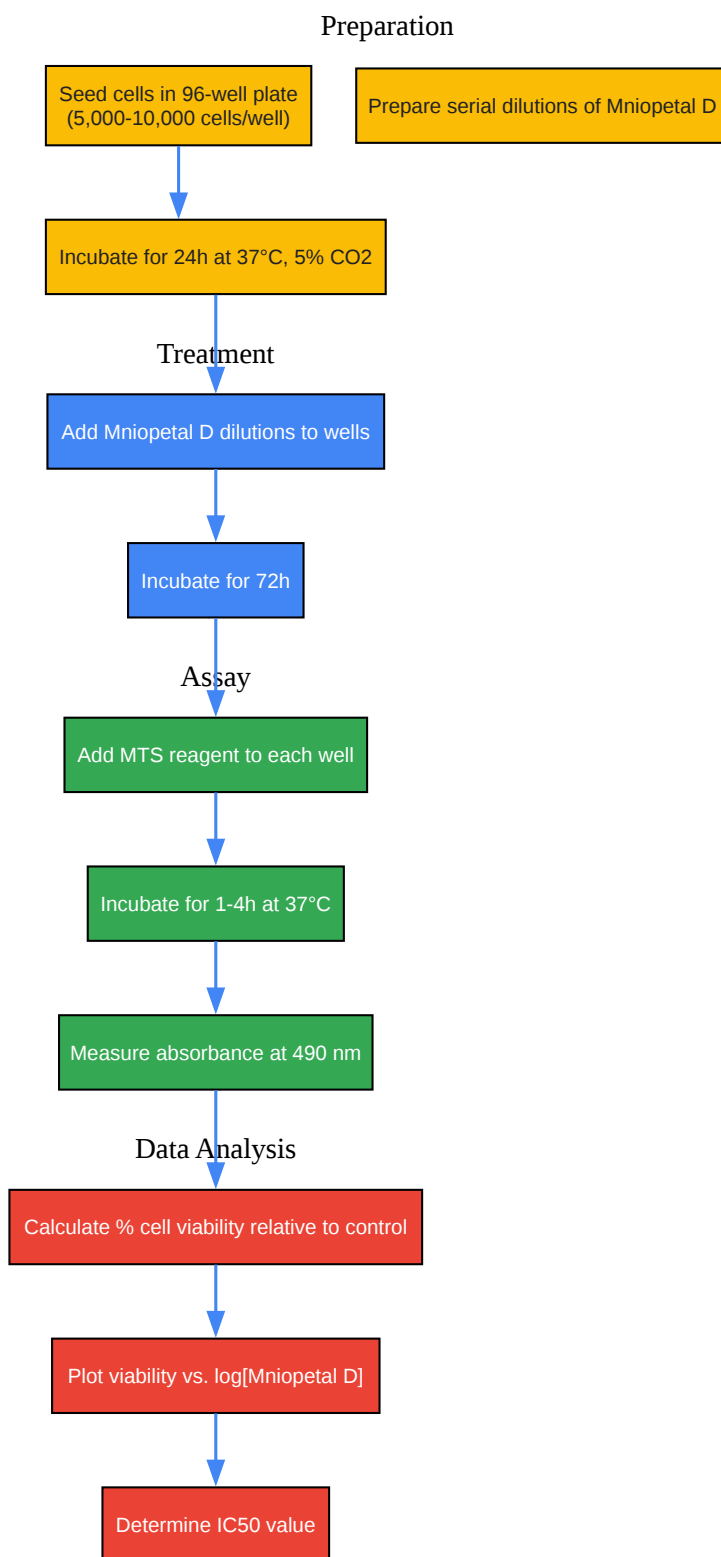 Preparation
Seed cells in 96-well plate
(5,000-10,000 cells/well)
Prepare serial dilutions of Mniopetal D
Incubate for 24h at 37°C, 5% CO2
Treatment
Add Mniopetal D dilutions to wells
Incubate for 72h
Assay
Add MTS reagent to each well
Incubate for 1-4h at 37°C
Measure absorbance at 490 nm
Data Analysis
Calculate % cell viability relative to control
Plot viability vs. log[Mniopetal D]
Determine IC50 value